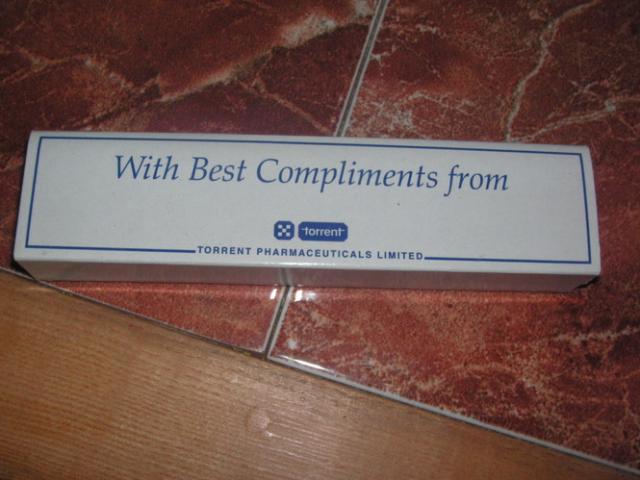 With Best Compliments from
torrent
TORRENT PHARMACEUTICALS LIMITED